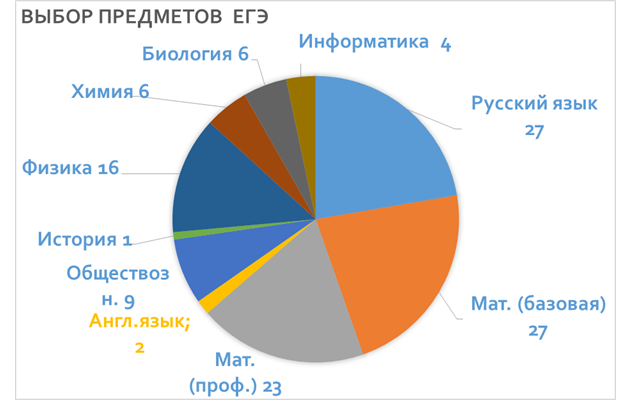 ВЫБОР ПРЕДМЕТОВ ЕГЭ
Информатика 4
Биология 6
Химия 6
Русский язык
27
Физика 16
История 1
Обществоз
н. 9
Англ.язык;
2
Мат. (базовая)
27
Мат.
(проф.) 23